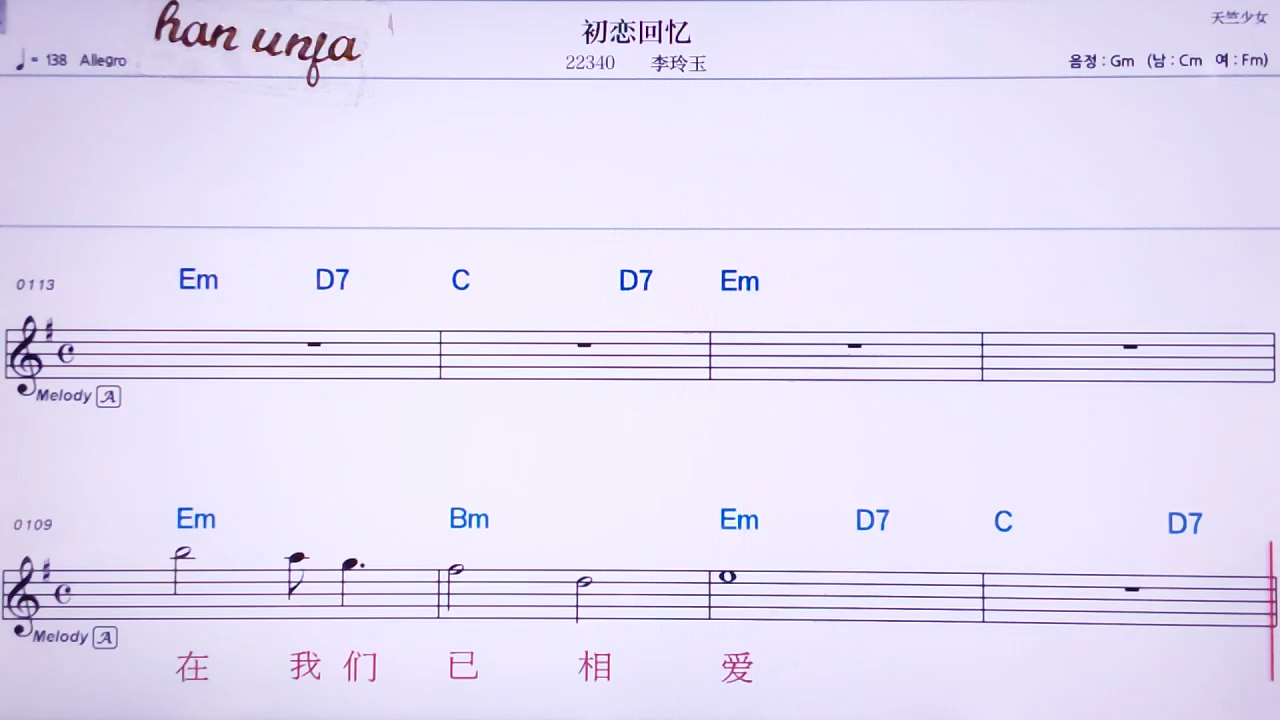 han unfa
初恋回忆
天竺少女
♩= 138 Allegro
22340 李玲玉
음정 : Gm (남 : Cm 여 : Fm)
0113 Em D7 C D7 Em
Melody A
0109 Em Bm Em D7 C D7
Melody A
在 我 们 已 相 爱